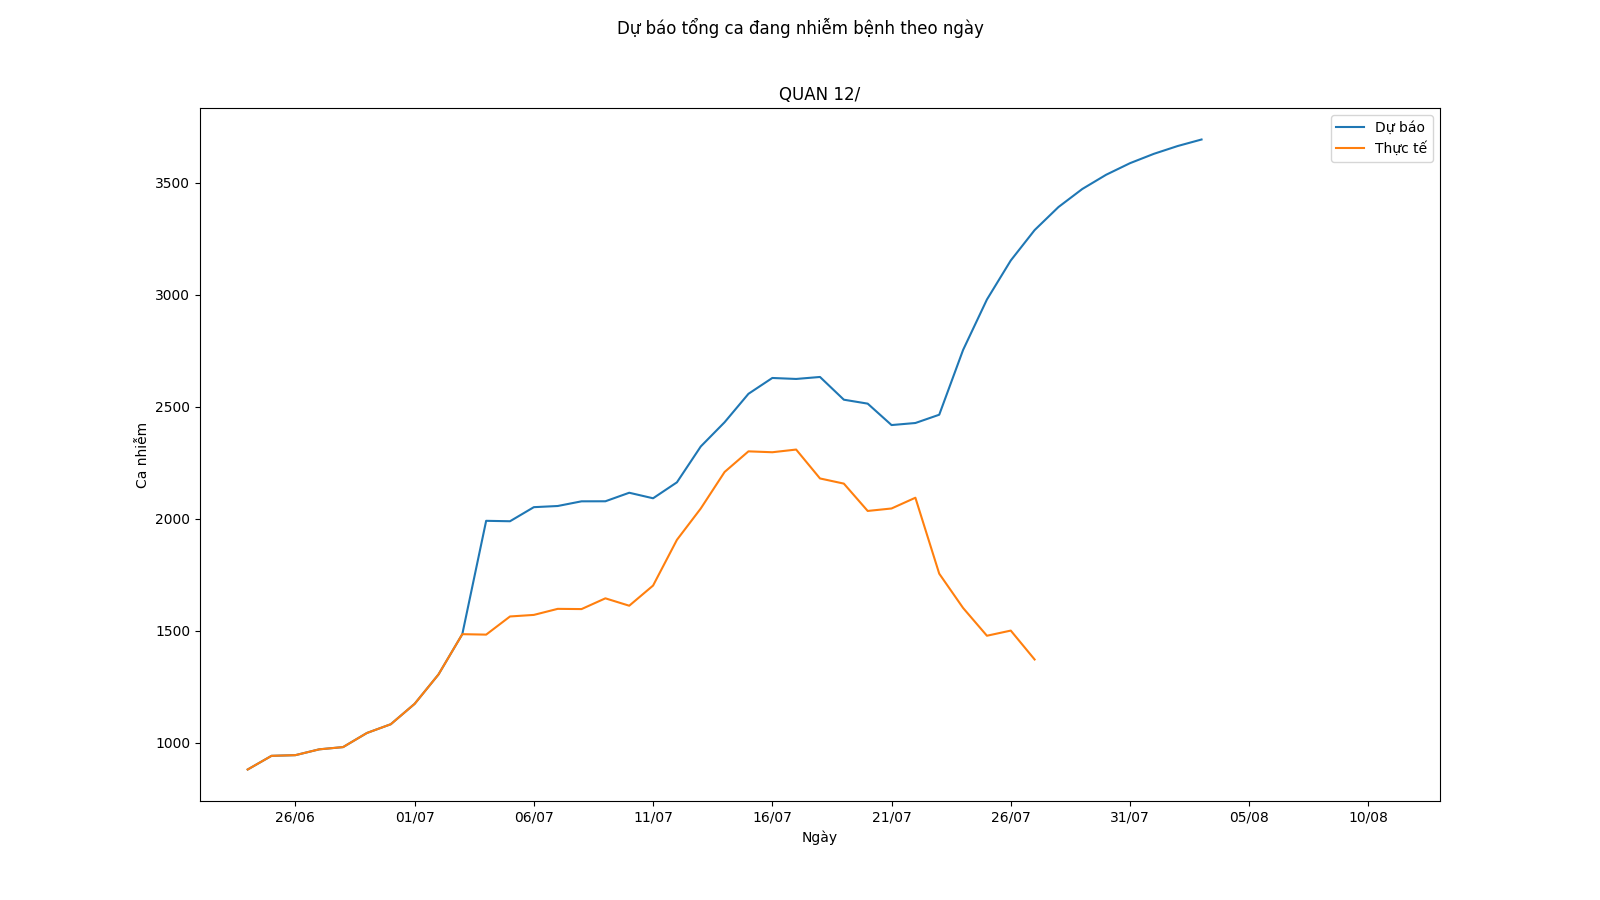 Dự báo tổng ca đang nhiễm bệnh theo ngày
QUAN 12/
Dự báo
Thực tế
3500
3000
2500
2000
1500
1000
Ca nhiễm
26/06
01/07
06/07
11/07
16/07
21/07
26/07
31/07
05/08
10/08
Ngày